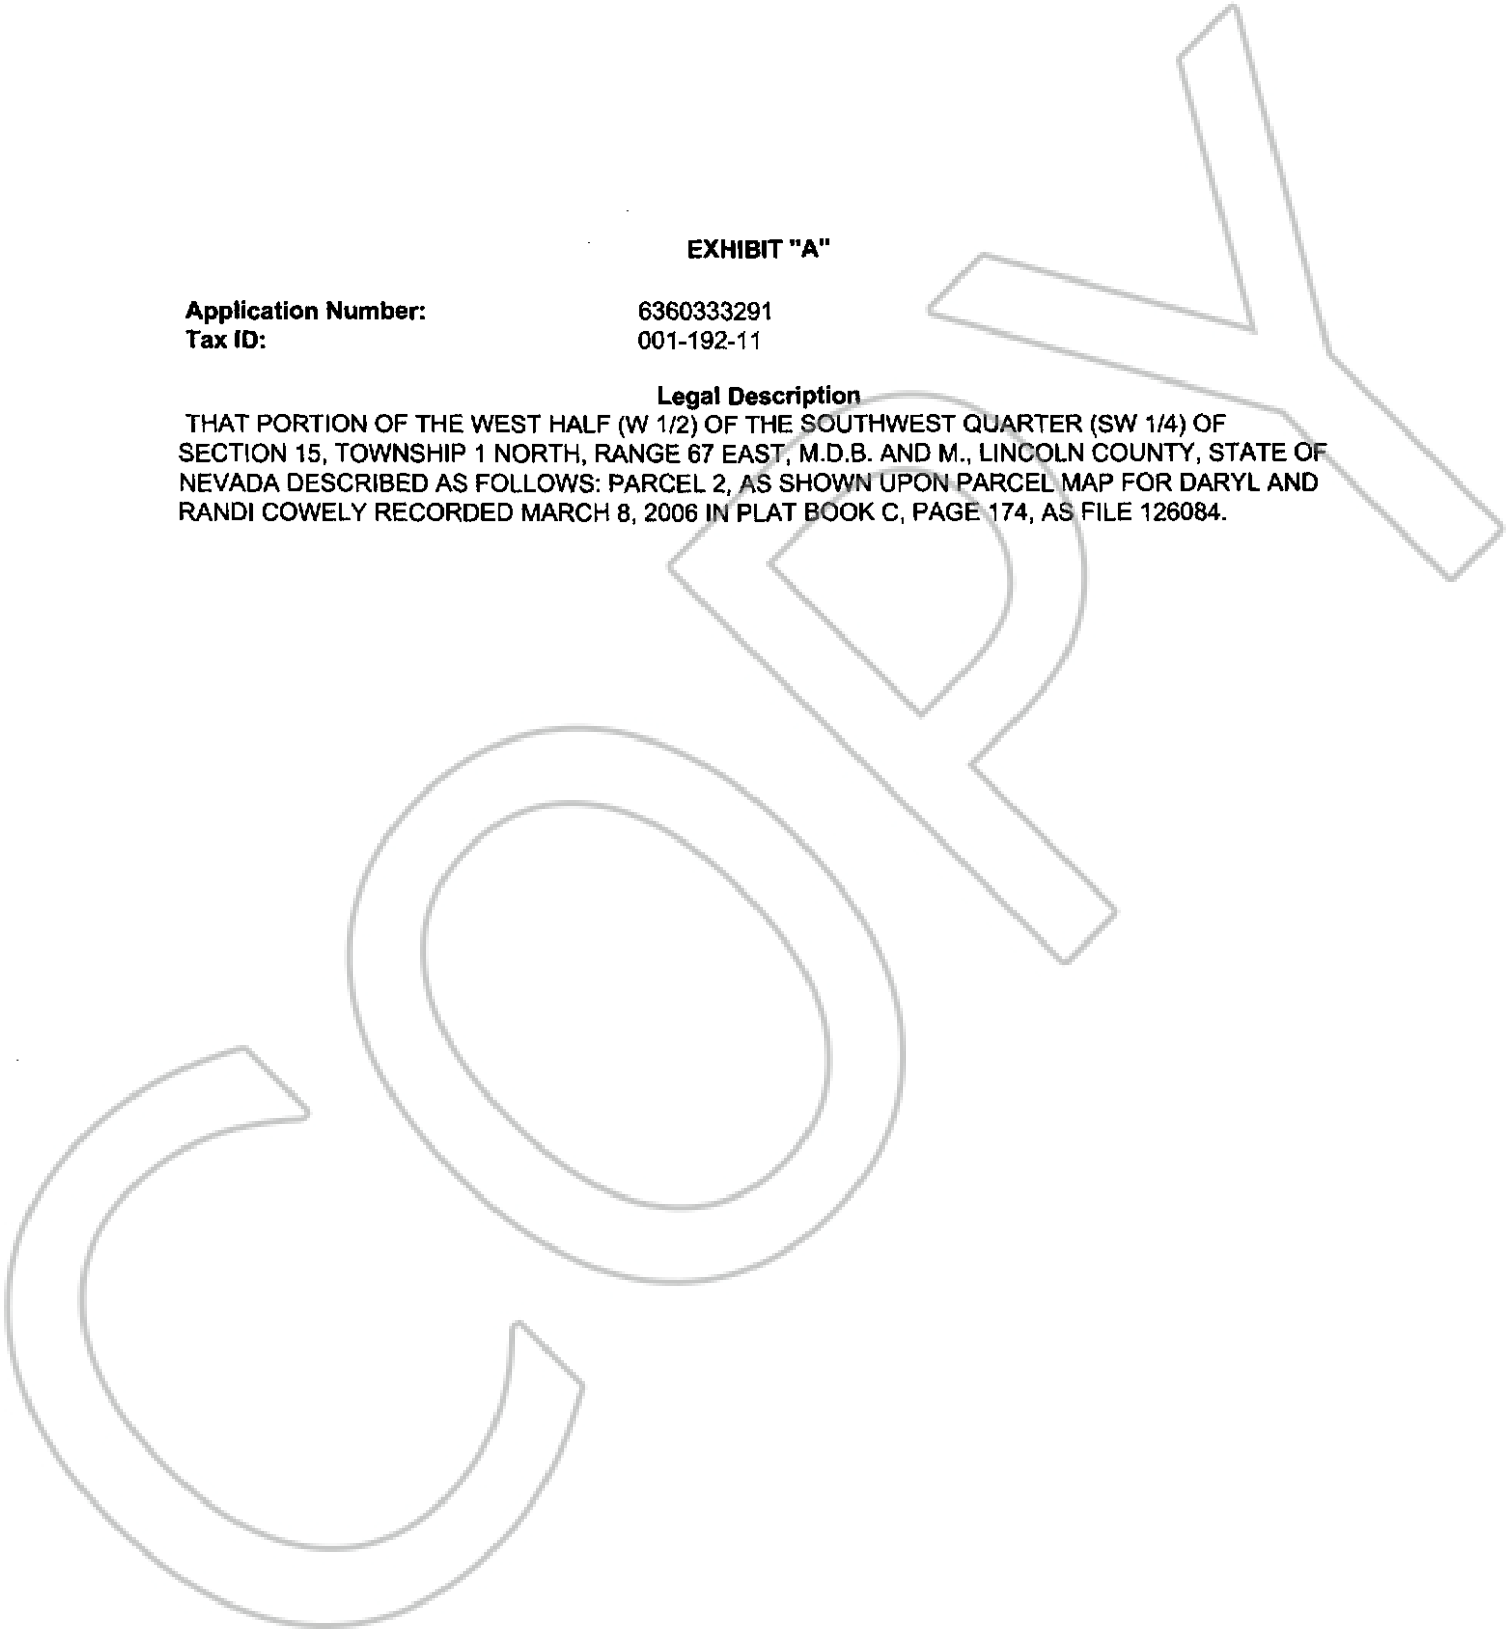 EXHIBIT "A"
Application Number: 6360333291
Tax ID: 001-192-11
Legal Description
THAT PORTION OF THE WEST HALF (W 1/2) OF THE SOUTHWEST QUARTER (SW 1/4) OF
SECTION 15, TOWNSHIP 1 NORTH, RANGE 67 EAST, M.D.B. AND M., LINCOLN COUNTY, STATE OF
NEVADA DESCRIBED AS FOLLOWS: PARCEL 2, AS SHOWN UPON PARCEL MAP FOR DARYL AND
RANDI COWELY RECORDED MARCH 8, 2006 IN PLAT BOOK C, PAGE 174, AS FILE 126084.
COPY